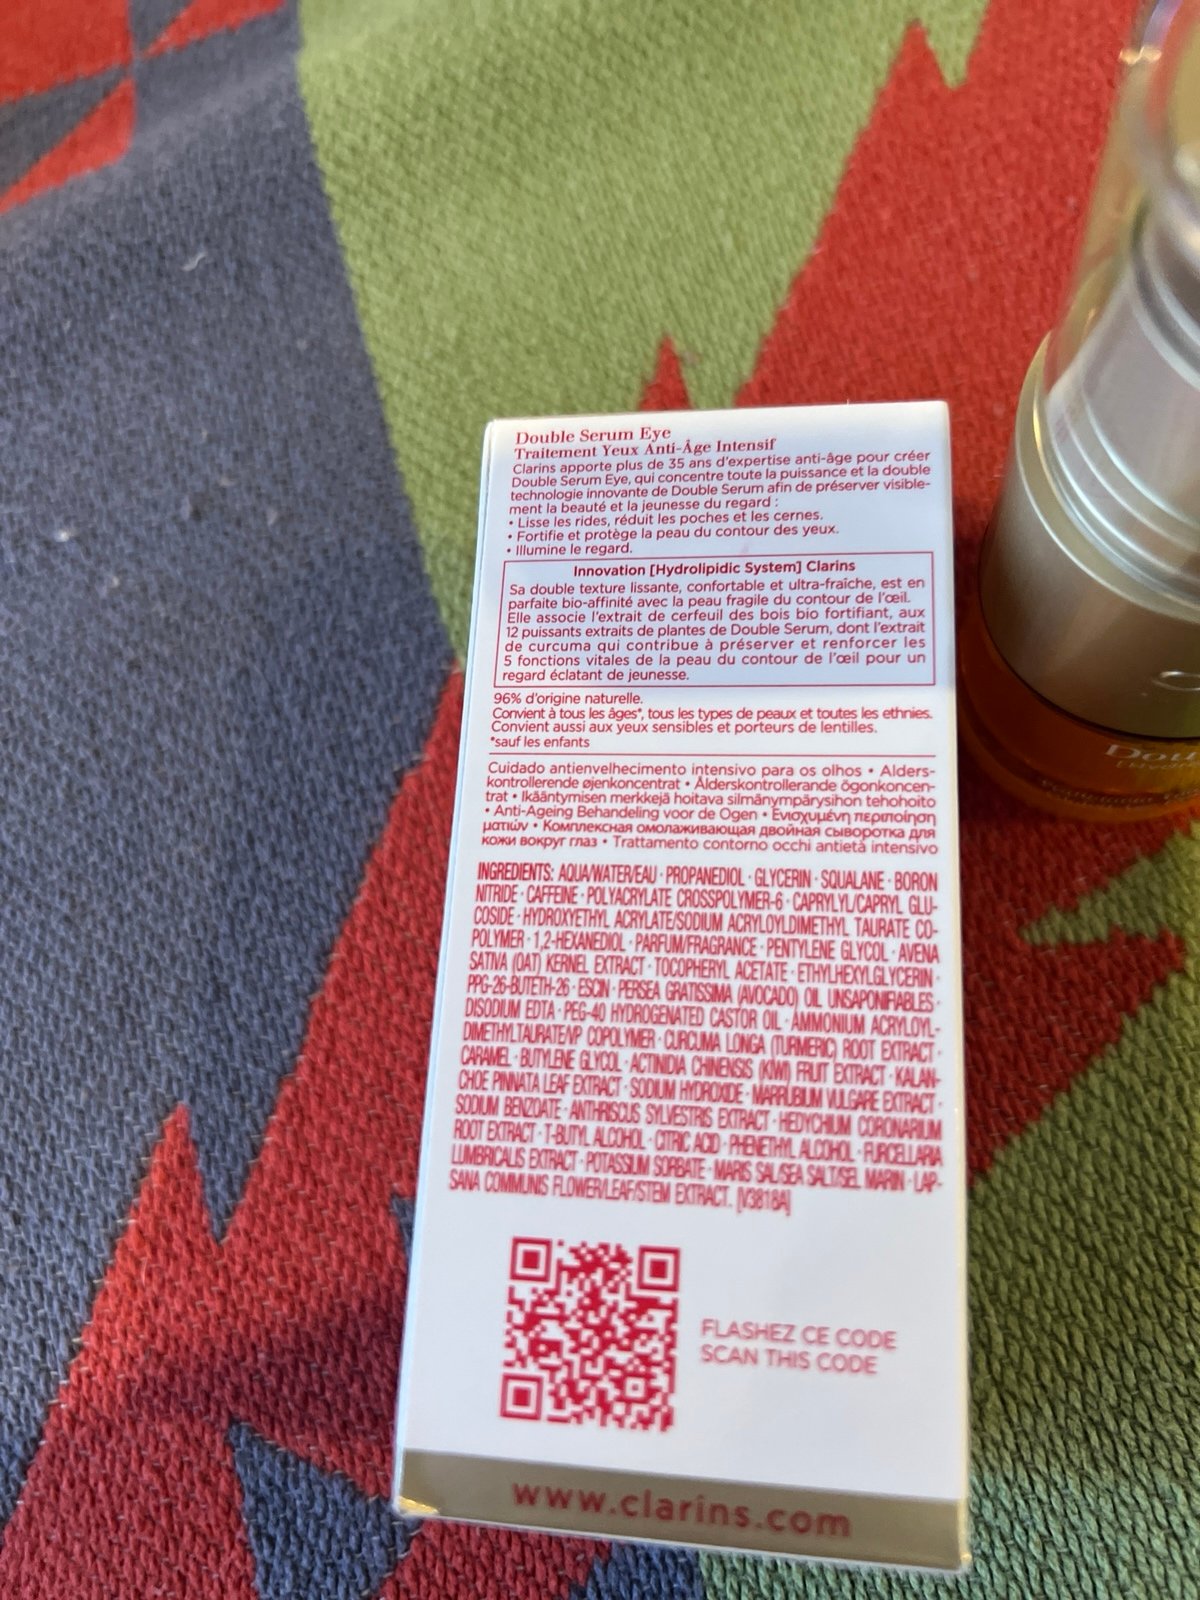 Double Serum Eye
Traitement Yeux Anti-Âge Intensif
Clarins apporte plus de 35 ans d'expertise anti-âge pour créer
Double Serum Eye, qui concentre toute la puissance et la double
technologie innovante de Double Serum afin de préserver visible-
ment la beauté et la jeunesse du regard :
• Lisse les rides, réduit les poches et les cernes.
• Fortifie et protège la peau du contour des yeux.
• Illumine le regard.
Innovation [Hydrolipidic System] Clarins
Sa double texture lissante, confortable et ultra-fraîche, est en
parfaite bio-affinité avec la peau fragile du contour de l'œil.
Elle associe l'extrait de cerfeuil des bois bio fortifiant, aux
12 puissants extraits de plantes de Double Serum, dont l'extrait
de curcuma qui contribue à préserver et renforcer les
5 fonctions vitales de la peau du contour de l'œil pour un
regard éclatant de jeunesse.
96% d'origine naturelle.
Convient à tous les âges*, tous les types de peaux et toutes les ethnies.
Convient aussi aux yeux sensibles et porteurs de lentilles.
*sauf les enfants
Cuidado antienvelhecimento intensivo para os olhos • Alders-
kontrollerende øjenkoncentrat • Ålderskontrollerande ögonkoncen-
trat • Ikääntymisen merkkejä hoitava silmänympärysihon tehohoito
• Anti-Ageing Behandeling voor de Ogen • Ενισχυμένη περιποίηση
ματιών • Комплексная омолаживающая двойная сыворотка для
кожи вокруг глаз • Trattamento contorno occhi antietà intensivo
INGREDIENTS: AQUA/WATER/EAU · PROPANEDIOL · GLYCERIN · SQUALANE · BORON
NITRIDE · CAFFEINE · POLYACRYLATE CROSSPOLYMER-6 · CAPRYLYL/CAPRYL GLU-
COSIDE · HYDROXYETHYL ACRYLATE/SODIUM ACRYLOYLDIMETHYL TAURATE CO-
POLYMER · 1,2-HEXANEDIOL · PARFUM/FRAGRANCE · PENTYLENE GLYCOL · AVENA
SATIVA (OAT) KERNEL EXTRACT · TOCOPHERYL ACETATE · ETHYLHEXYLGLYCERIN ·
PPG-26-BUTETH-26 · ESCIN · PERSEA GRATISSIMA (AVOCADO) OIL UNSAPONIFIABLES ·
DISODIUM EDTA · PEG-40 HYDROGENATED CASTOR OIL · AMMONIUM ACRYLOYL-
DIMETHYLTAURATE/VP COPOLYMER · CURCUMA LONGA (TURMERIC) ROOT EXTRACT ·
CARAMEL · BUTYLENE GLYCOL · ACTINIDIA CHINENSIS (KIWI) FRUIT EXTRACT · KALAN-
CHOE PINNATA LEAF EXTRACT · SODIUM HYDROXIDE · MARRUBIUM VULGARE EXTRACT ·
SODIUM BENZOATE · ANTHRISCUS SYLVESTRIS EXTRACT · HEDYCHIUM CORONARIUM
ROOT EXTRACT · T-BUTYL ALCOHOL · CITRIC ACID · PHENETHYL ALCOHOL · FURCELLARIA
LUMBRICALIS EXTRACT · POTASSIUM SORBATE · MARIS SAL/SEA SALT/SEL MARIN · LAP-
SANA COMMUNIS FLOWER/LEAF/STEM EXTRACT. [V3818A]
FLASHEZ CE CODE
SCAN THIS CODE
www.clarins.com